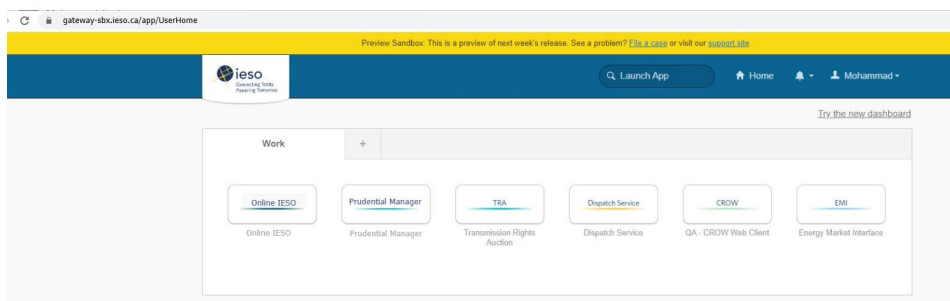 gateway-sbx.ieso.ca/app/UserHome
Preview Sandbox: This is a preview of next week's release. See a problem? File a case or visit our support site.
ieso
Connecting Today.
Powering Tomorrow.
Launch App
Home
Mohammad
Try the new dashboard
Work
+
Online IESO
Prudential Manager
TRA
Dispatch Service
CROW
EMI
Online IESO
Prudential Manager
Transmission Rights
Auction
Dispatch Service
QA - CROW Web Client
Energy Market Interface